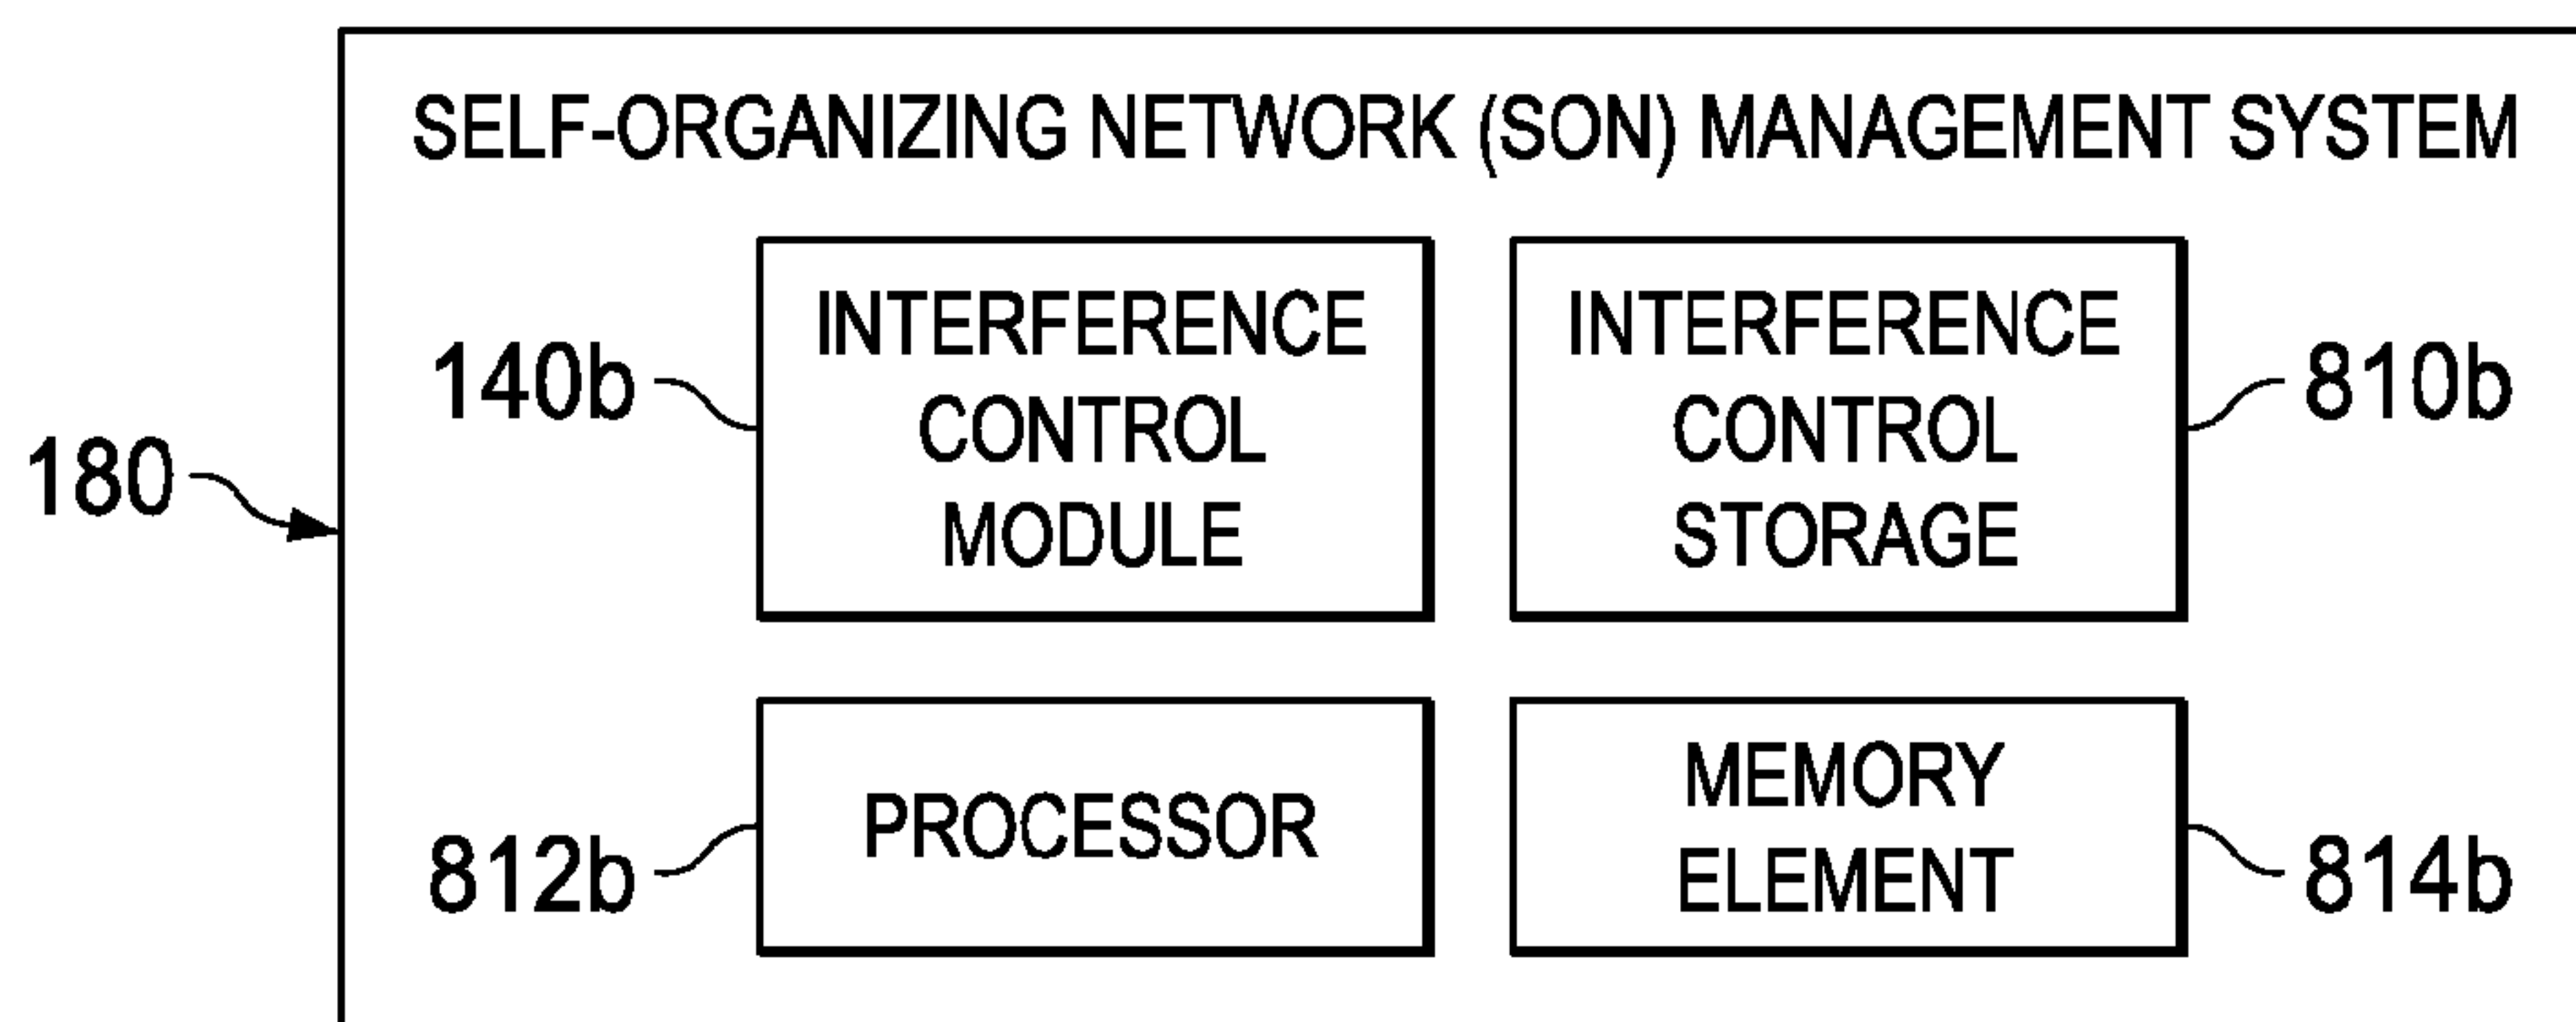 SELF-ORGANIZING NETWORK (SON) MANAGEMENT SYSTEM
INTERFERENCE
CONTROL
MODULE
140b
INTERFERENCE
CONTROL
STORAGE
810b
180
PROCESSOR
812b
MEMORY
ELEMENT
814b